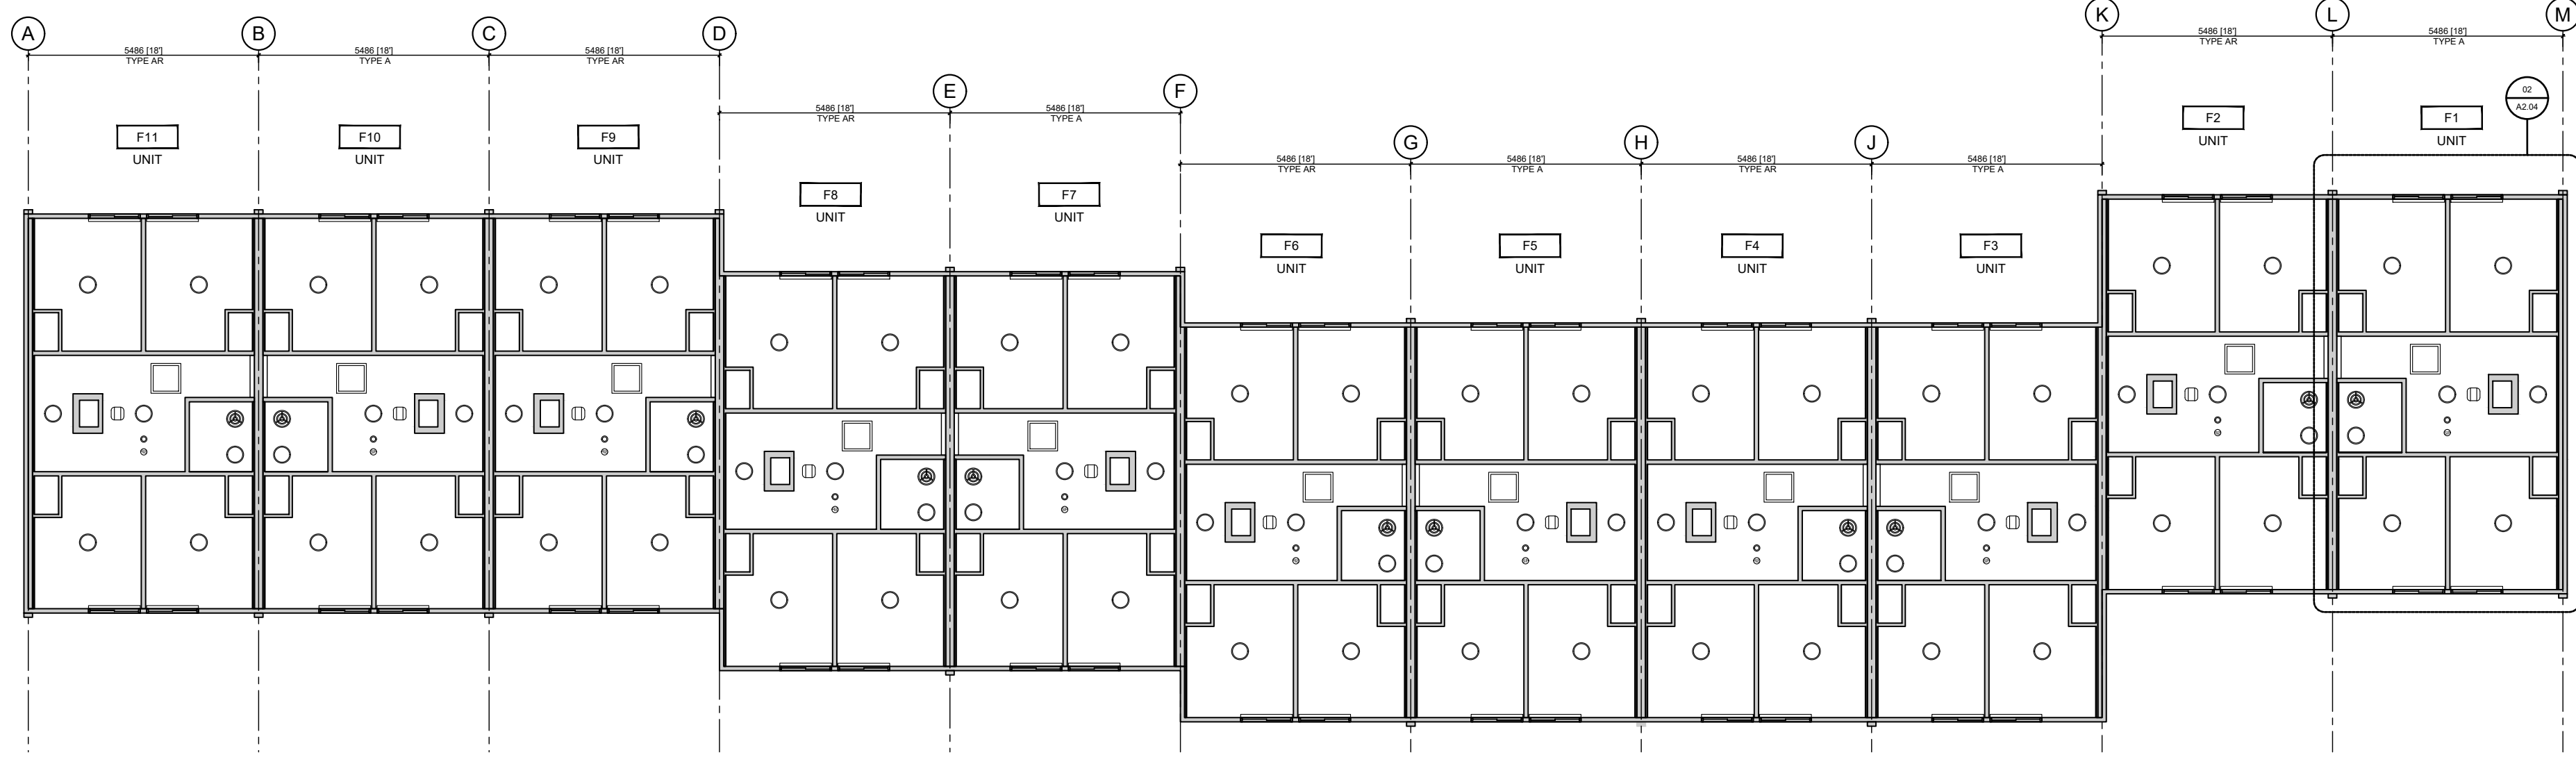 A B C D
5486 [18'] 5486 [18'] 5486 [18']
TYPE AR TYPE A TYPE AR
F11 F10 F9
UNIT UNIT UNIT
E F
5486 [18'] 5486 [18']
TYPE AR TYPE A
F8 F7
UNIT UNIT
G H J
5486 [18'] 5486 [18'] 5486 [18'] 5486 [18']
TYPE AR TYPE A TYPE AR TYPE A
F6 F5 F4 F3
UNIT UNIT UNIT UNIT
K L M
5486 [18'] 5486 [18']
TYPE AR TYPE A
02
A2.04
F2 F1
UNIT UNIT